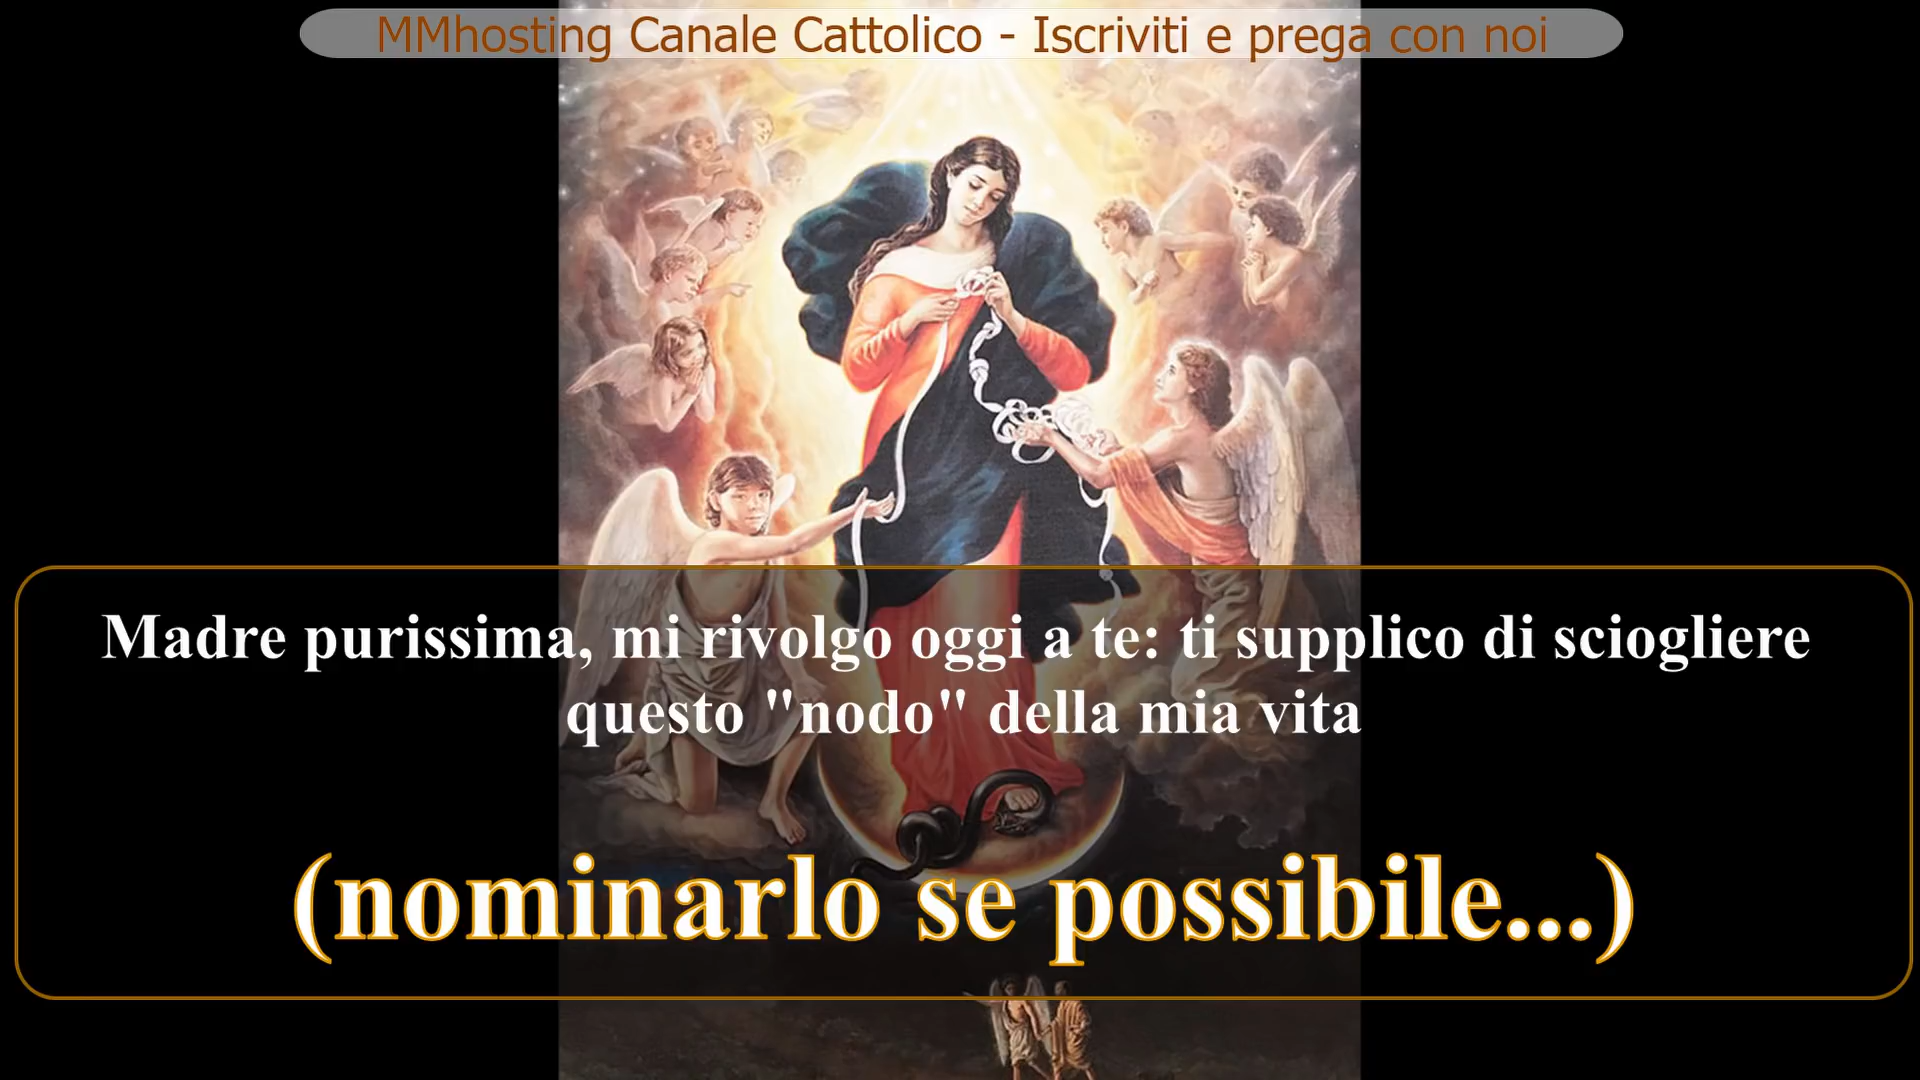 MMhosting Canale Cattolico - Iscriviti e prega con noi
Madre purissima, mi rivolgo oggi a te: ti supplico di sciogliere
questo "nodo" della mia vita
(nominarlo se possibile...)